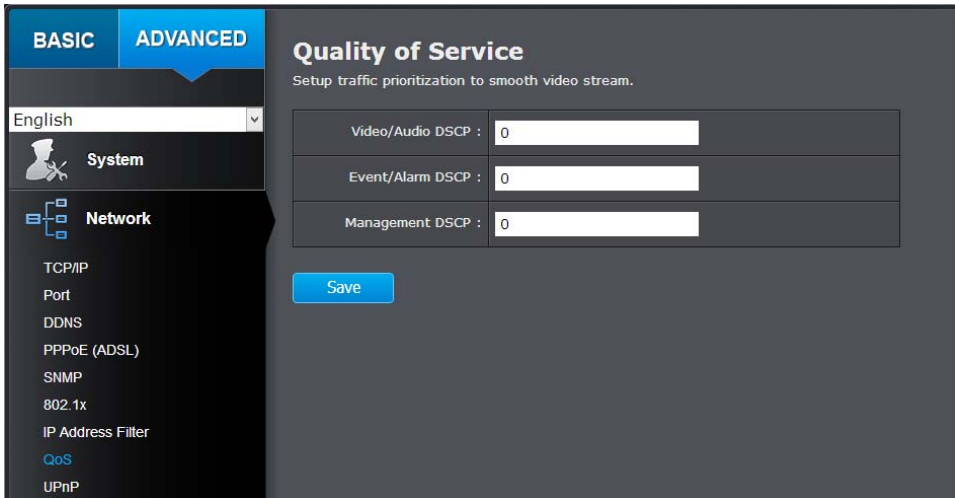 BASIC
ADVANCED
English
System
Network
TCP/IP
Port
DDNS
PPPoE (ADSL)
SNMP
802.1x
IP Address Filter
QoS
UPnP
Quality of Service
Setup traffic prioritization to smooth video stream.
Video/Audio DSCP : 0
Event/Alarm DSCP : 0
Management DSCP : 0
Save